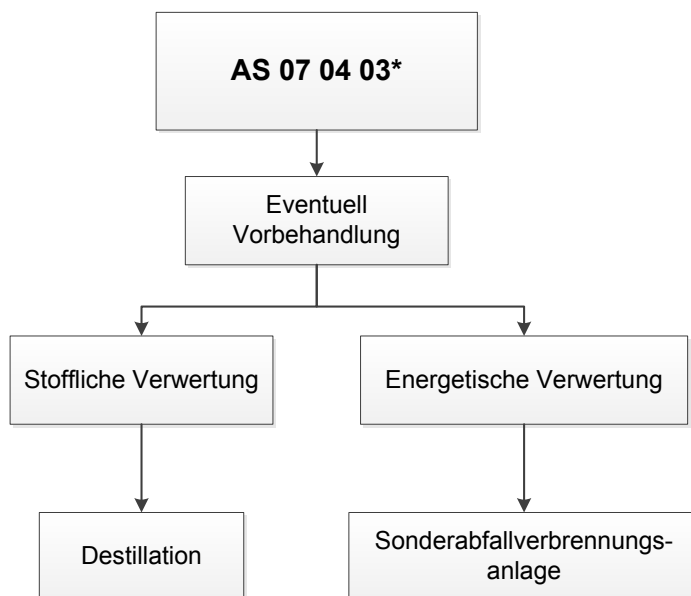 AS 07 04 03*
Eventuell
Vorbehandlung
Stoffliche Verwertung
Energetische Verwertung
Destillation
Sonderabfallverbrennungs-
anlage